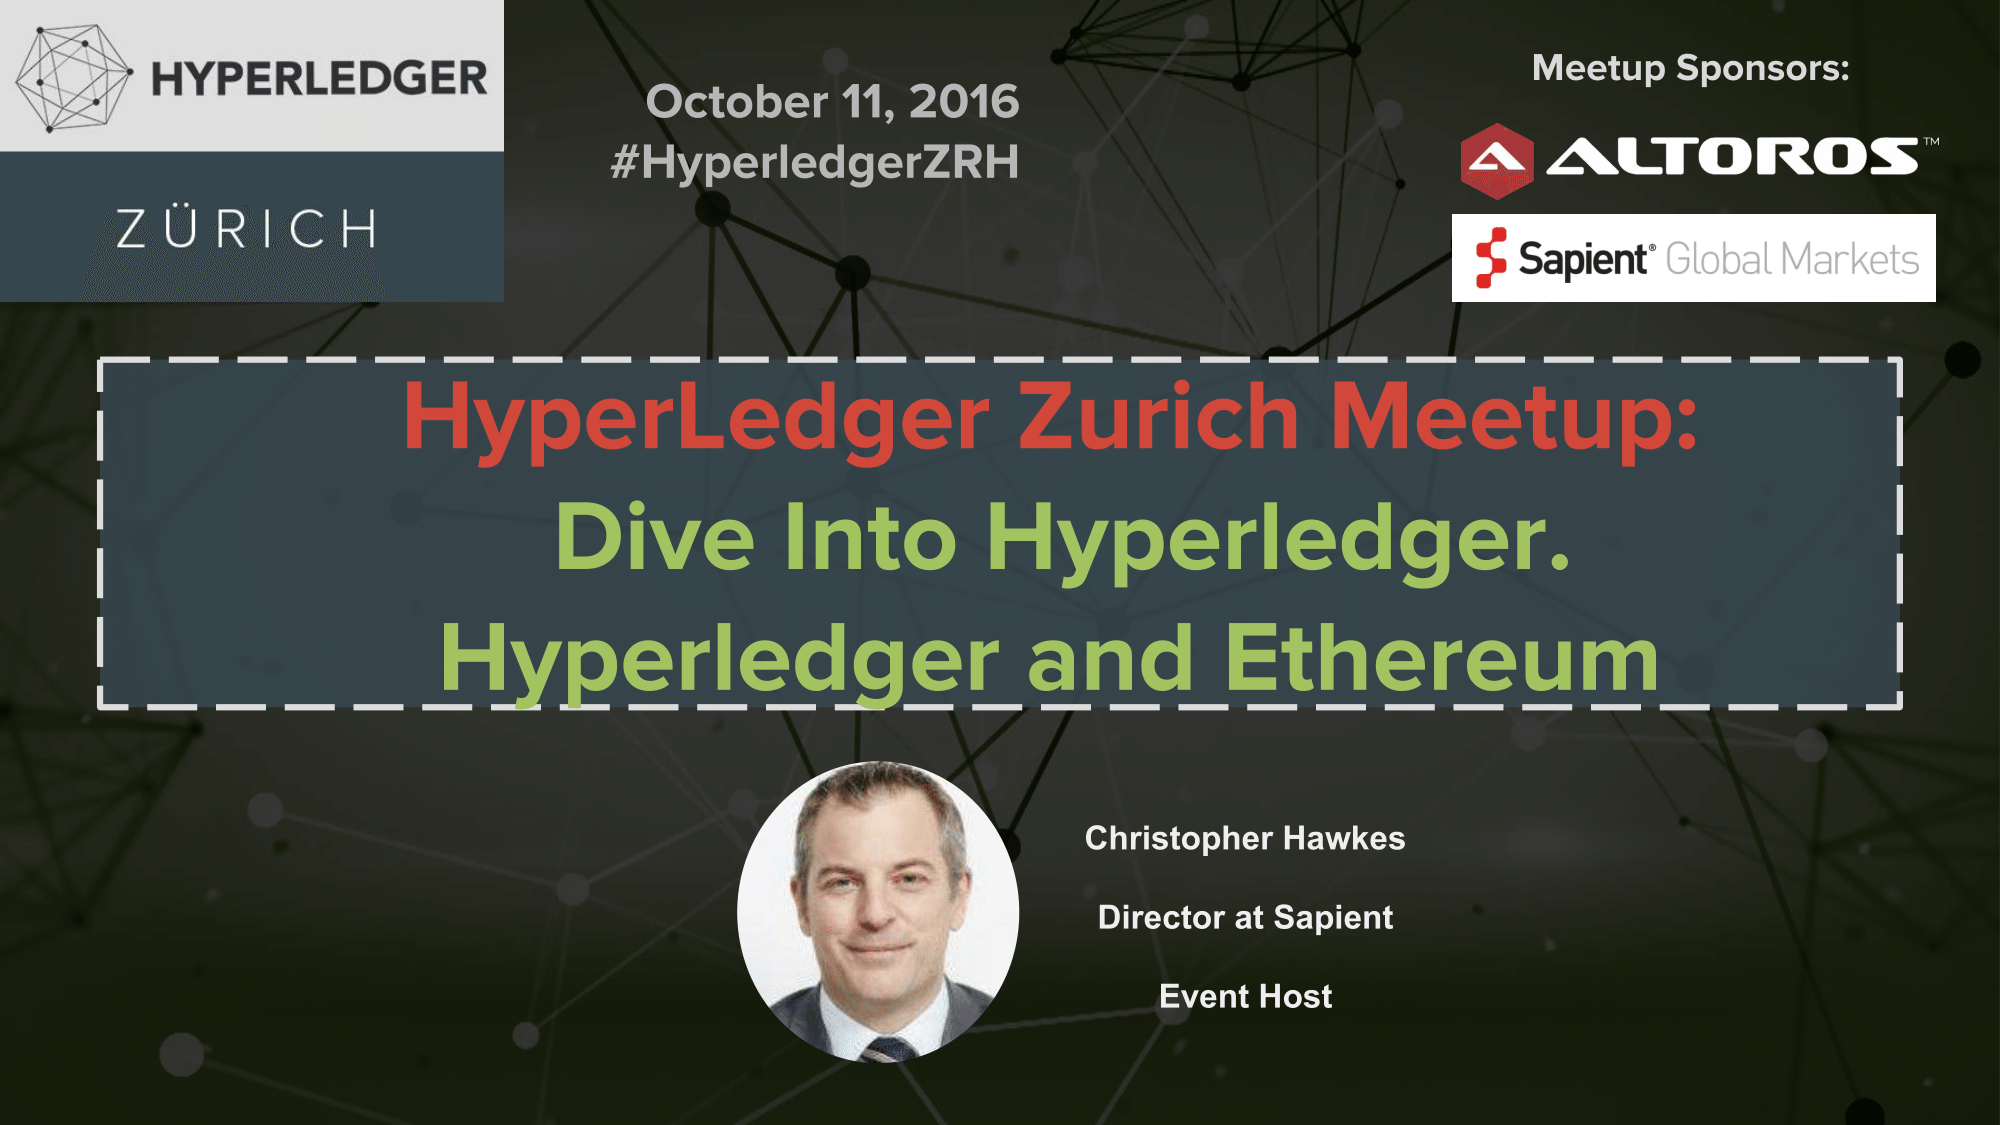 HYPERLEDGER
ZÜRICH
October 11, 2016
#HyperledgerZRH
Meetup Sponsors:
ALTOROS™
Sapient® Global Markets
HyperLedger Zurich Meetup:
Dive Into Hyperledger.
Hyperledger and Ethereum
Christopher Hawkes
Director at Sapient
Event Host